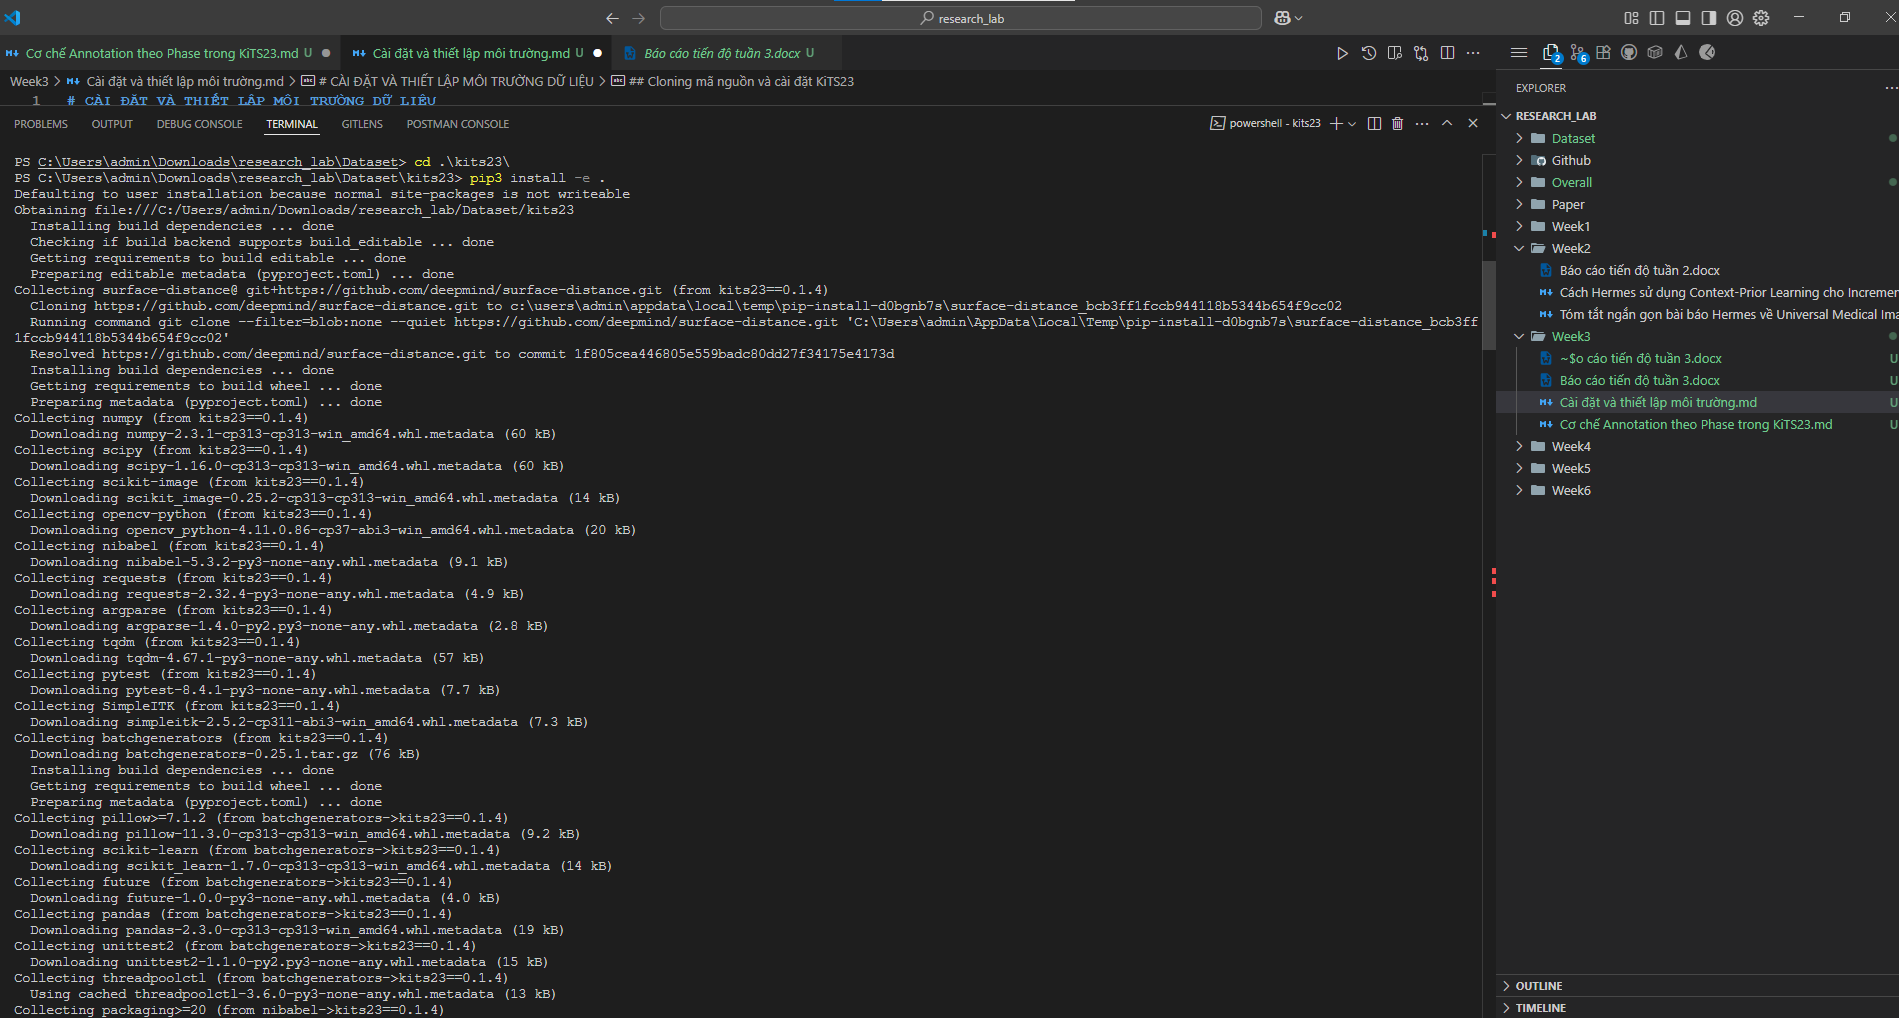 research_lab
Cơ chế Annotation theo Phase trong KiTS23.md U
Cài đặt và thiết lập môi trường.md U
Báo cáo tiến độ tuần 3.docx U
2
6
Week3 > Cài đặt và thiết lập môi trường.md > # CÀI ĐẶT VÀ THIẾT LẬP MÔI TRƯỜNG DỮ LIỆU > ## Cloning mã nguồn và cài đặt KiTS23
1 # CÀI ĐẶT VÀ THIẾT LẬP MÔI TRƯỜNG DỮ LIỆU
PROBLEMS OUTPUT DEBUG CONSOLE TERMINAL GITLENS POSTMAN CONSOLE
powershell - kits23
PS C:\Users\admin\Downloads\research_lab\Dataset> cd .\kits23\
PS C:\Users\admin\Downloads\research_lab\Dataset\kits23> pip3 install -e .
Defaulting to user installation because normal site-packages is not writeable
Obtaining file:///C:/Users/admin/Downloads/research_lab/Dataset/kits23
Installing build dependencies ... done
Checking if build backend supports build_editable ... done
Getting requirements to build editable ... done
Preparing editable metadata (pyproject.toml) ... done
Collecting surface-distance@ git+https://github.com/deepmind/surface-distance.git (from kits23==0.1.4)
Cloning https://github.com/deepmind/surface-distance.git to c:\users\admin\appdata\local\temp\pip-install-d0bgnb7s\surface-distance_bcb3ff1fccb944118b5344b654f9cc02
Running command git clone --filter=blob:none --quiet https://github.com/deepmind/surface-distance.git 'C:\Users\admin\AppData\Local\Temp\pip-install-d0bgnb7s\surface-distance_bcb3ff
1fccb944118b5344b654f9cc02'
Resolved https://github.com/deepmind/surface-distance.git to commit 1f805cea446805e559badc80dd27f34175e4173d
Installing build dependencies ... done
Getting requirements to build wheel ... done
Preparing metadata (pyproject.toml) ... done
Collecting numpy (from kits23==0.1.4)
Downloading numpy-2.3.1-cp313-cp313-win_amd64.whl.metadata (60 kB)
Collecting scipy (from kits23==0.1.4)
Downloading scipy-1.16.0-cp313-cp313-win_amd64.whl.metadata (60 kB)
Collecting scikit-image (from kits23==0.1.4)
Downloading scikit_image-0.25.2-cp313-cp313-win_amd64.whl.metadata (14 kB)
Collecting opencv-python (from kits23==0.1.4)
Downloading opencv_python-4.11.0.86-cp37-abi3-win_amd64.whl.metadata (20 kB)
Collecting nibabel (from kits23==0.1.4)
Downloading nibabel-5.3.2-py3-none-any.whl.metadata (9.1 kB)
Collecting requests (from kits23==0.1.4)
Downloading requests-2.32.4-py3-none-any.whl.metadata (4.9 kB)
Collecting argparse (from kits23==0.1.4)
Downloading argparse-1.4.0-py2.py3-none-any.whl.metadata (2.8 kB)
Collecting tqdm (from kits23==0.1.4)
Downloading tqdm-4.67.1-py3-none-any.whl.metadata (57 kB)
Collecting pytest (from kits23==0.1.4)
Downloading pytest-8.4.1-py3-none-any.whl.metadata (7.7 kB)
Collecting SimpleITK (from kits23==0.1.4)
Downloading simpleitk-2.5.2-cp311-abi3-win_amd64.whl.metadata (7.3 kB)
Collecting batchgenerators (from kits23==0.1.4)
Downloading batchgenerators-0.25.1.tar.gz (76 kB)
Installing build dependencies ... done
Getting requirements to build wheel ... done
Preparing metadata (pyproject.toml) ... done
Collecting pillow>=7.1.2 (from batchgenerators->kits23==0.1.4)
Downloading pillow-11.3.0-cp313-cp313-win_amd64.whl.metadata (9.2 kB)
Collecting scikit-learn (from batchgenerators->kits23==0.1.4)
Downloading scikit_learn-1.7.0-cp313-cp313-win_amd64.whl.metadata (14 kB)
Collecting future (from batchgenerators->kits23==0.1.4)
Downloading future-1.0.0-py3-none-any.whl.metadata (4.0 kB)
Collecting pandas (from batchgenerators->kits23==0.1.4)
Downloading pandas-2.3.0-cp313-cp313-win_amd64.whl.metadata (19 kB)
Collecting unittest2 (from batchgenerators->kits23==0.1.4)
Downloading unittest2-1.1.0-py2.py3-none-any.whl.metadata (15 kB)
Collecting threadpoolctl (from batchgenerators->kits23==0.1.4)
Using cached threadpoolctl-3.6.0-py3-none-any.whl.metadata (13 kB)
Collecting packaging>=20 (from nibabel->kits23==0.1.4)
EXPLORER
RESEARCH_LAB
Dataset
Github
Overall
Paper
Week1
Week2
Báo cáo tiến độ tuần 2.docx
Cách Hermes sử dụng Context-Prior Learning cho Incremen
Tóm tắt ngắn gọn bài báo Hermes về Universal Medical Ima
Week3
~$o cáo tiến độ tuần 3.docx U
Báo cáo tiến độ tuần 3.docx U
Cài đặt và thiết lập môi trường.md U
Cơ chế Annotation theo Phase trong KiTS23.md U
Week4
Week5
Week6
OUTLINE
TIMELINE